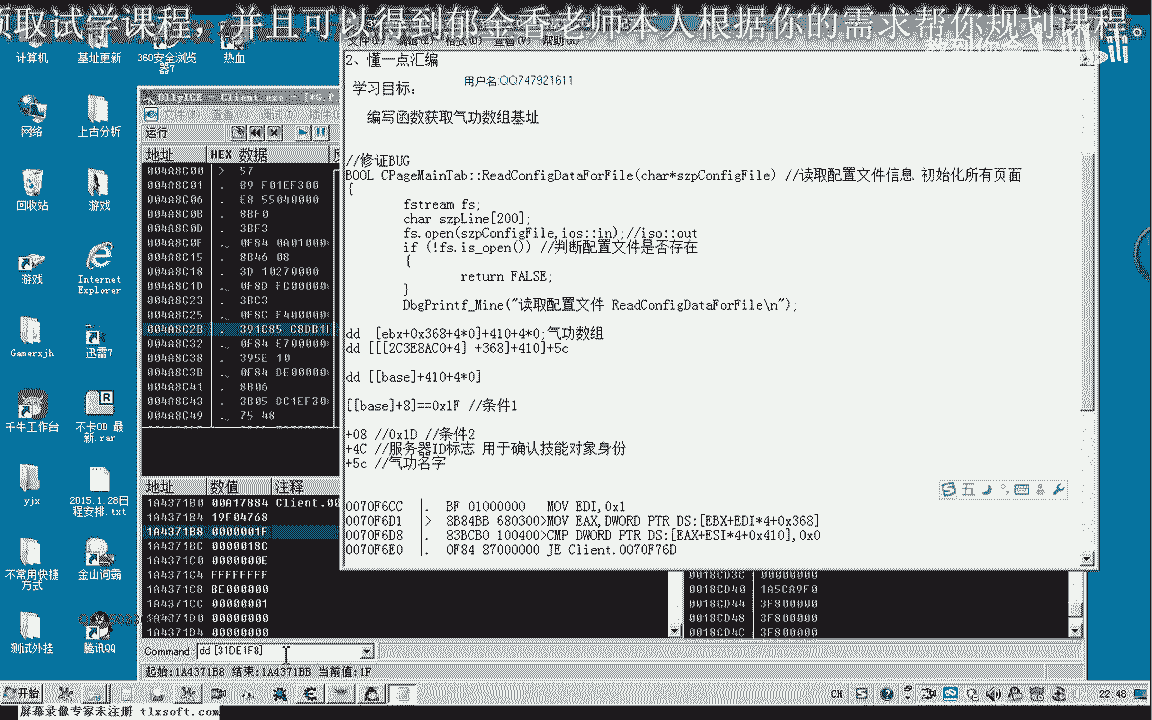 领取试学课程，并且可以得到郁金香老师本人根据你的需求帮你规划课程。
计算机
基址更新
360安全浏览器7
热血
网络
上古分析
回收站
游戏
游戏
Internet Explorer
Gamerxjh
迅雷7
千牛工作台
不卡OD 最新.rar
yjx
2015.1.28日程安排.txt
不常用快捷方式
金山词霸
测试外挂
腾讯QQ
2、懂一点汇编
用户名:QQ747921611
学习目标:
编写函数获取气功数组基址
//修证BUG
BOOL CPageMainTab::ReadConfigDataForFile(char*szpConfigFile) //读取配置文件信息 初始化所有页面
{
fstream fs;
char szpLine[200];
fs.open(szpConfigFile,ios::in);//iso::out
if (!fs.is_open()) //判断配置文件是否存在
{
return FALSE;
}
DbgPrintf_Mine("读取配置文件 ReadConfigDataForFile\n");
dd  [ebx+0x368+4*0]+410+4*0;气功数组
dd [[[2C3E8AC0+4] +368]+410]+5c
dd [[base]+410+4*0]
[[base]+8]==0x1F //条件1
+08 //0x1D //条件2
+4C //服务器ID标志 用于确认技能对象身份
+5c //气功名字
0070F6CC  |.  BF 01000000   MOV EDI,0x1
0070F6D1  |>  8B84BB 680300>MOV EAX,DWORD PTR DS:[EBX+EDI*4+0x368]
0070F6D8  |.  83BCB0 100400>CMP DWORD PTR DS:[EAX+ESI*4+0x410],0x0
0070F6E0  |.  0F84 87000000 JE Client.0070F76D
运行
地址 HEX 数据
004A8C00 > 57
004A8C01 . B9 F01EF300
004A8C06 . E8 55040000
004A8C0B . 8BF0
004A8C0D . 3BF3
004A8C0F . 0F84 0A01000
004A8C15 . 8B46 08
004A8C18 . 3D 10270000
004A8C1D . 0F8D FC00000
004A8C23 . 3BC3
004A8C25 . 0F8C F400000
004A8C2B . 391C85 C8DB1
004A8C32 . 0F84 E700000
004A8C38 . 395E 10
004A8C3B . 0F84 DE00000
004A8C41 . 8B06
004A8C43 . 3B05 DC1EF30
004A8C49 . 75 48
地址 数值 注释
1A4371B0 00A17884 Client.00
1A4371B4 19F04768
1A4371B8 0000001F
1A4371BC 0000018C
1A4371C0 0000000E
1A4371C4 FFFFFFFF
1A4371C8 BE000000
1A4371CC 00000001
1A4371D0 00000000
1A4371D4 00000000
0018CD3C 00000000
0018CD40 1A5CA9F0
0018CD44 3F800000
0018CD48 3F800000
0018CD4C 3F800000
Command: dd [31DE1F8]
起始:1A4371B8 结束:1A4371BB 当前值:1F
开始
CH
22:48
屏幕录像专家未注册 tlxsoft.com